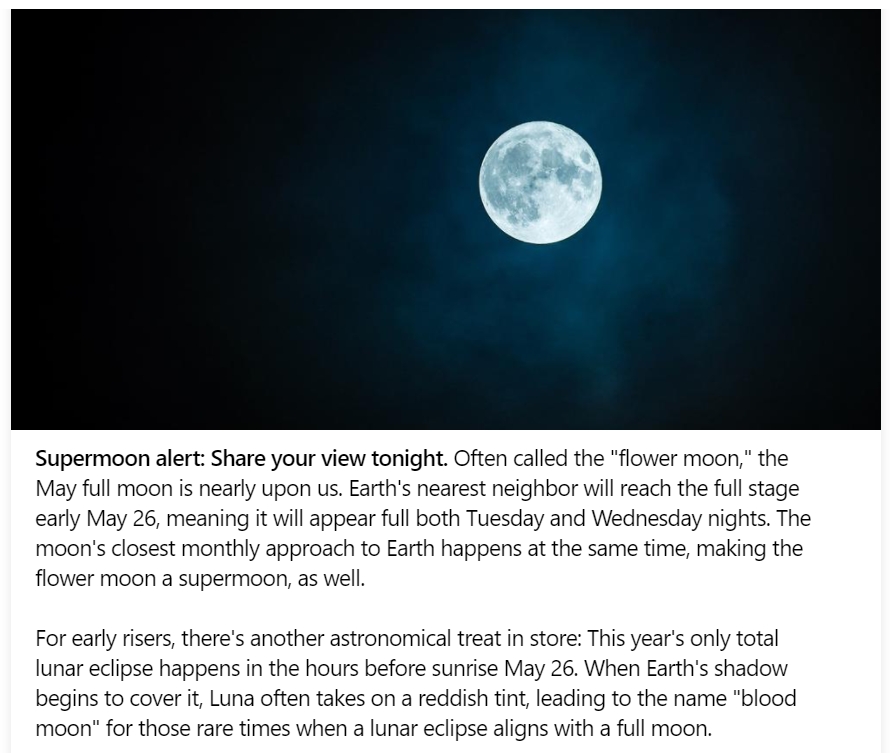 Supermoon alert: Share your view tonight. Often called the "flower moon," the
May full moon is nearly upon us. Earth's nearest neighbor will reach the full stage
early May 26, meaning it will appear full both Tuesday and Wednesday nights. The
moon's closest monthly approach to Earth happens at the same time, making the
flower moon a supermoon, as well.
For early risers, there's another astronomical treat in store: This year's only total
lunar eclipse happens in the hours before sunrise May 26. When Earth's shadow
begins to cover it, Luna often takes on a reddish tint, leading to the name "blood
moon" for those rare times when a lunar eclipse aligns with a full moon.